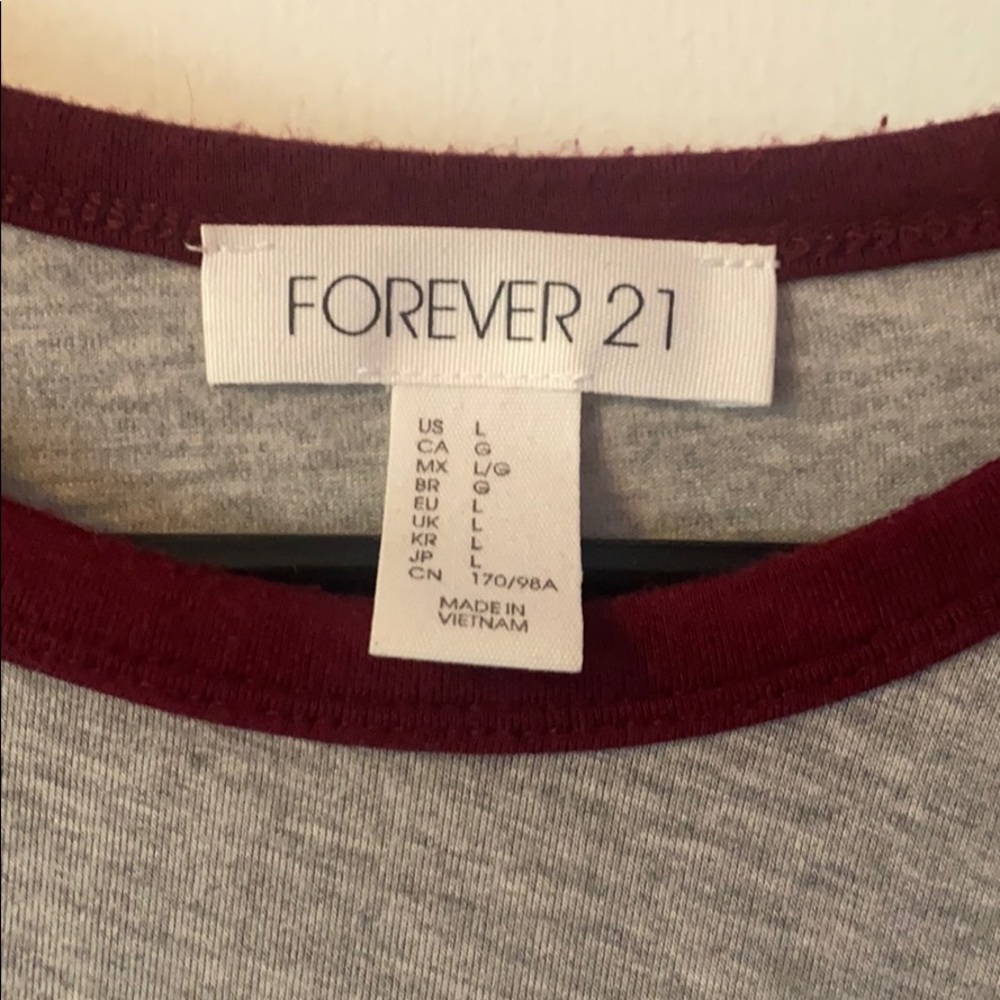 FOREVER 21
US L
CA G
MX L/G
BR G
EU L
UK L
KR L
JP L
CN 170/98A
MADE IN
VIETNAM